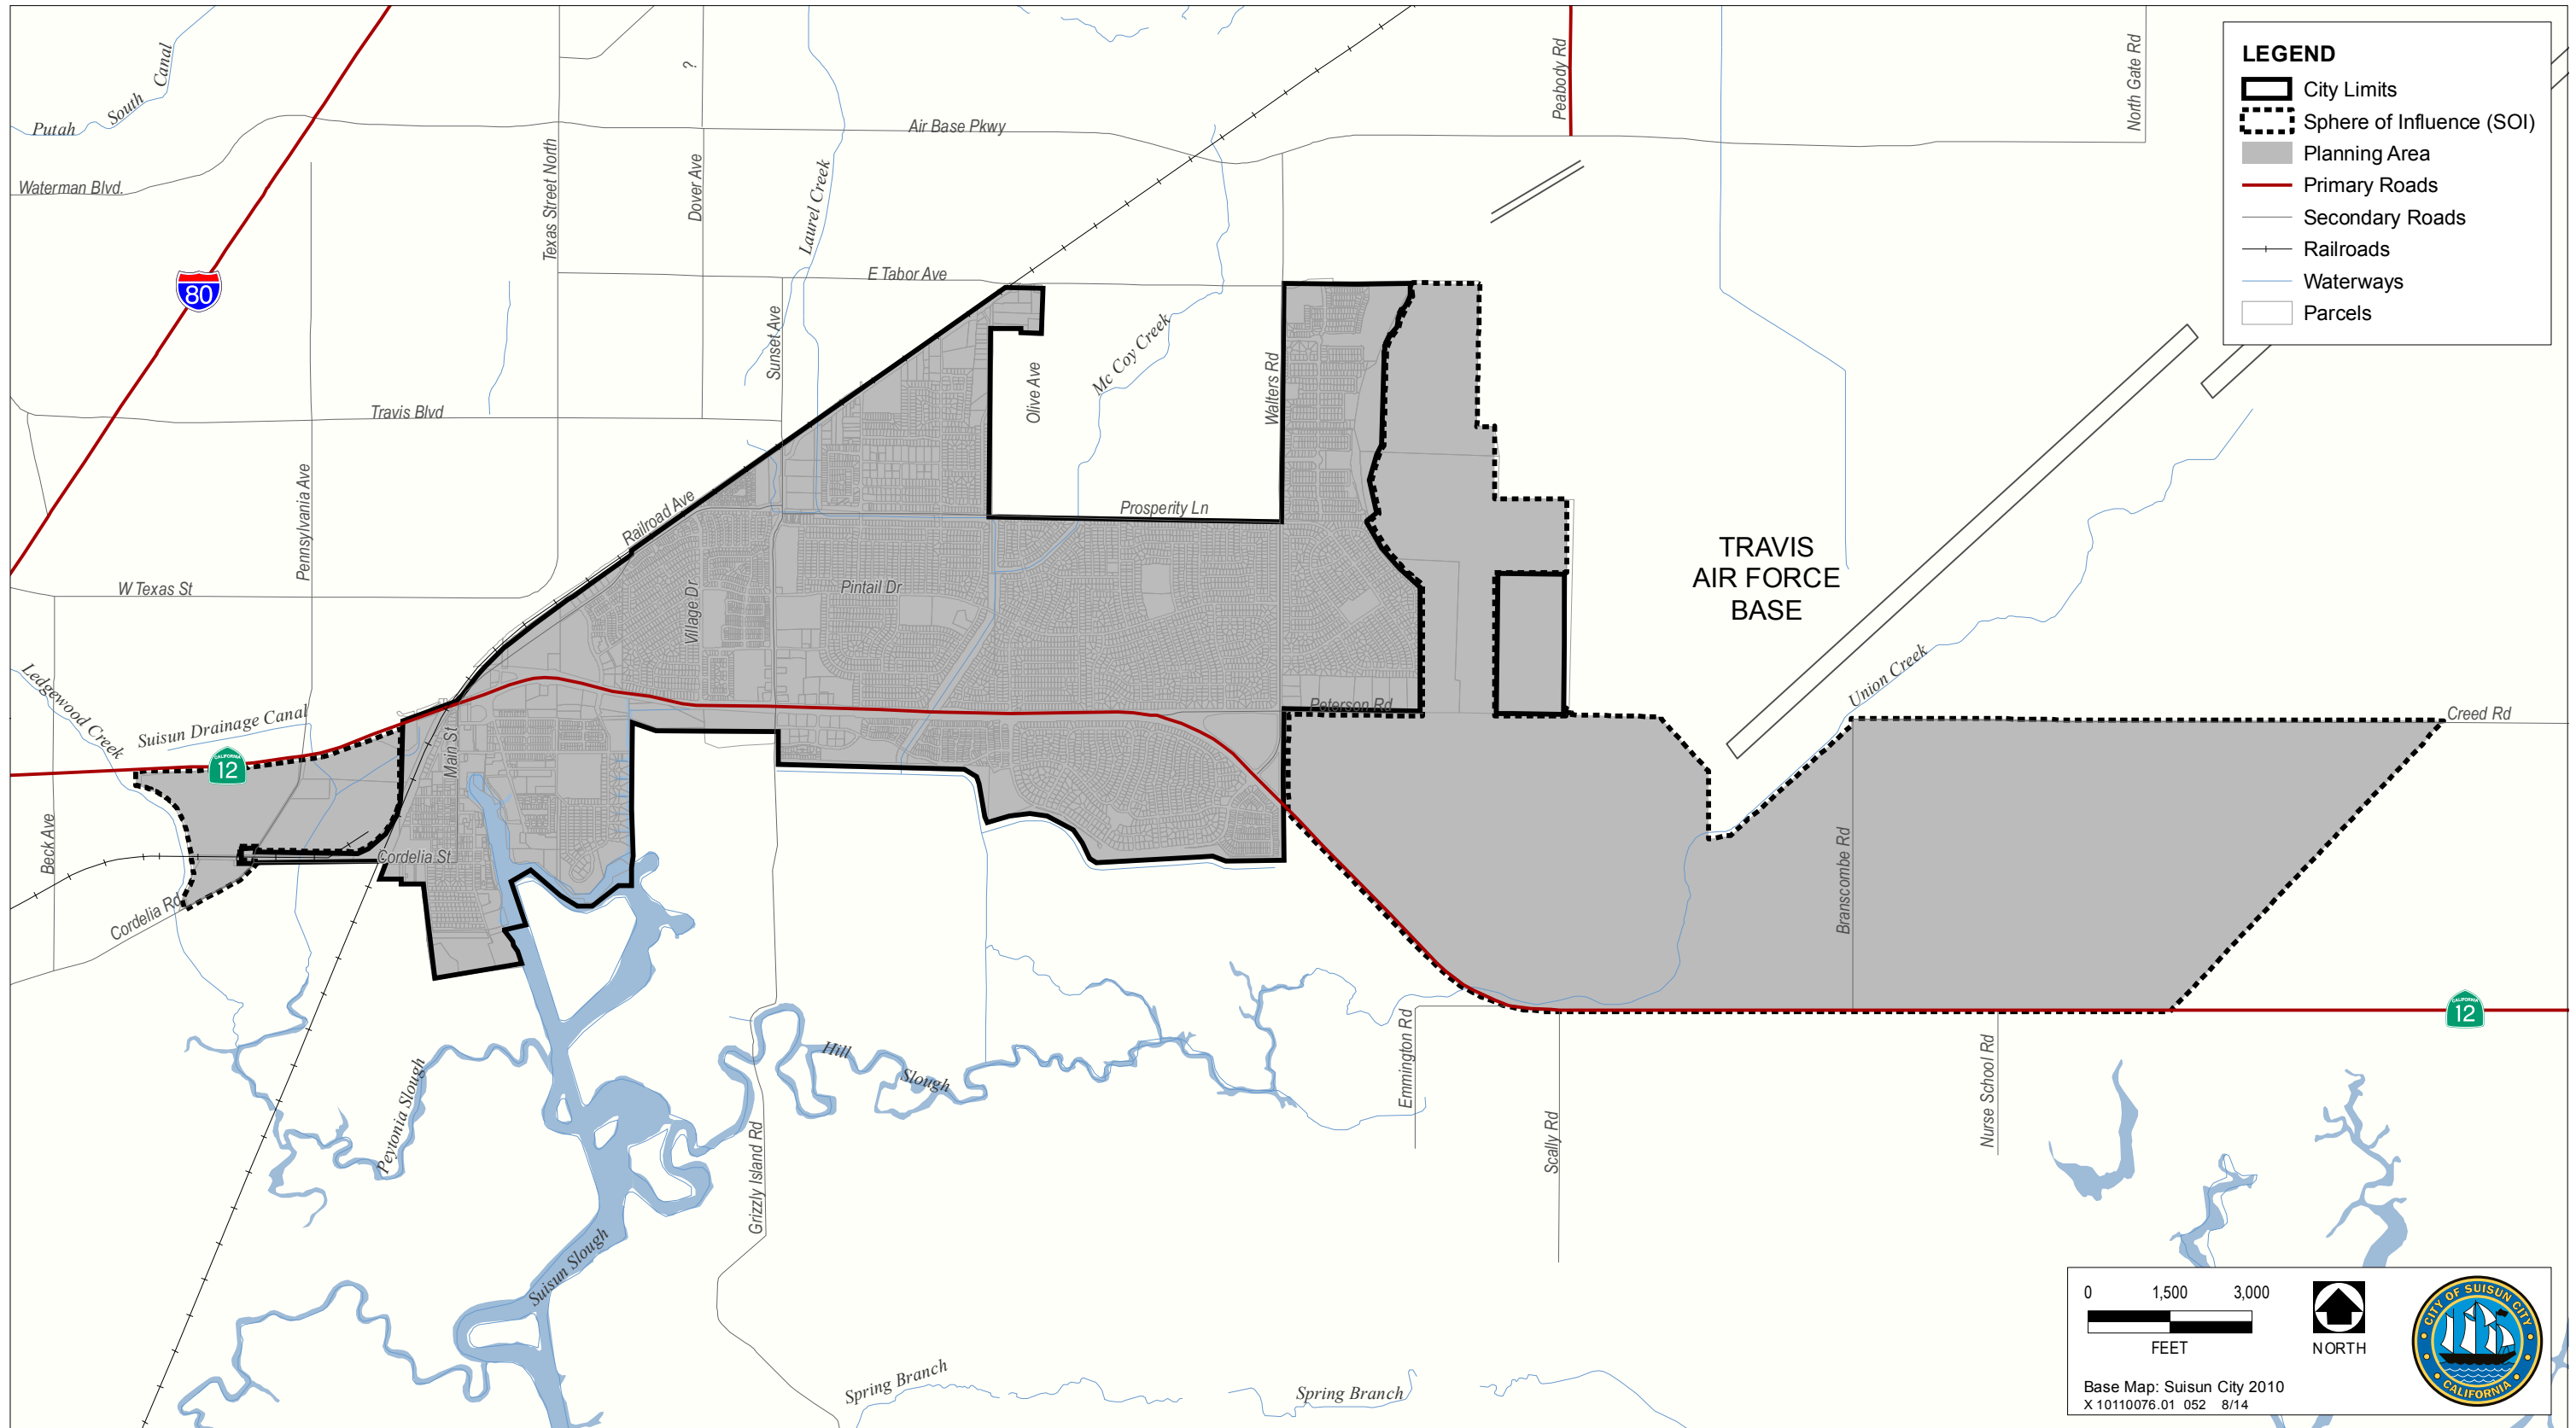 Putah South Canal
Peabody Rd
North Gate Rd
LEGEND
City Limits
Sphere of Influence (SOI)
Planning Area
Primary Roads
Secondary Roads
Railroads
Waterways
Parcels
?
Air Base Pkwy
Waterman Blvd.
Texas Street North
Dover Ave
Laurel Creek
80
E Tabor Ave
Sunset Ave
Olive Ave
Mc Coy Creek
Walters Rd
Travis Blvd
Pennsylvania Ave
Railroad Ave
Prosperity Ln
TRAVIS
AIR FORCE
BASE
W Texas St
Village Dr
Pintail Dr
Ledgewood Creek
Suisun Drainage Canal
CALIFORNIA
12
Main St
Peterson Rd
Union Creek
Creed Rd
Beck Ave
Cordelia St
Cordelia Rd
Branscombe Rd
CALIFORNIA
12
Peytonia Slough
Hill Slough
Emmington Rd
Nurse School Rd
Scally Rd
Grizzly Island Rd
Suisun Slough
Spring Branch
Spring Branch
0 1,500 3,000
FEET
NORTH
CITY OF SUISUN CITY
CALIFORNIA
Base Map: Suisun City 2010
X 10110076.01 052 8/14